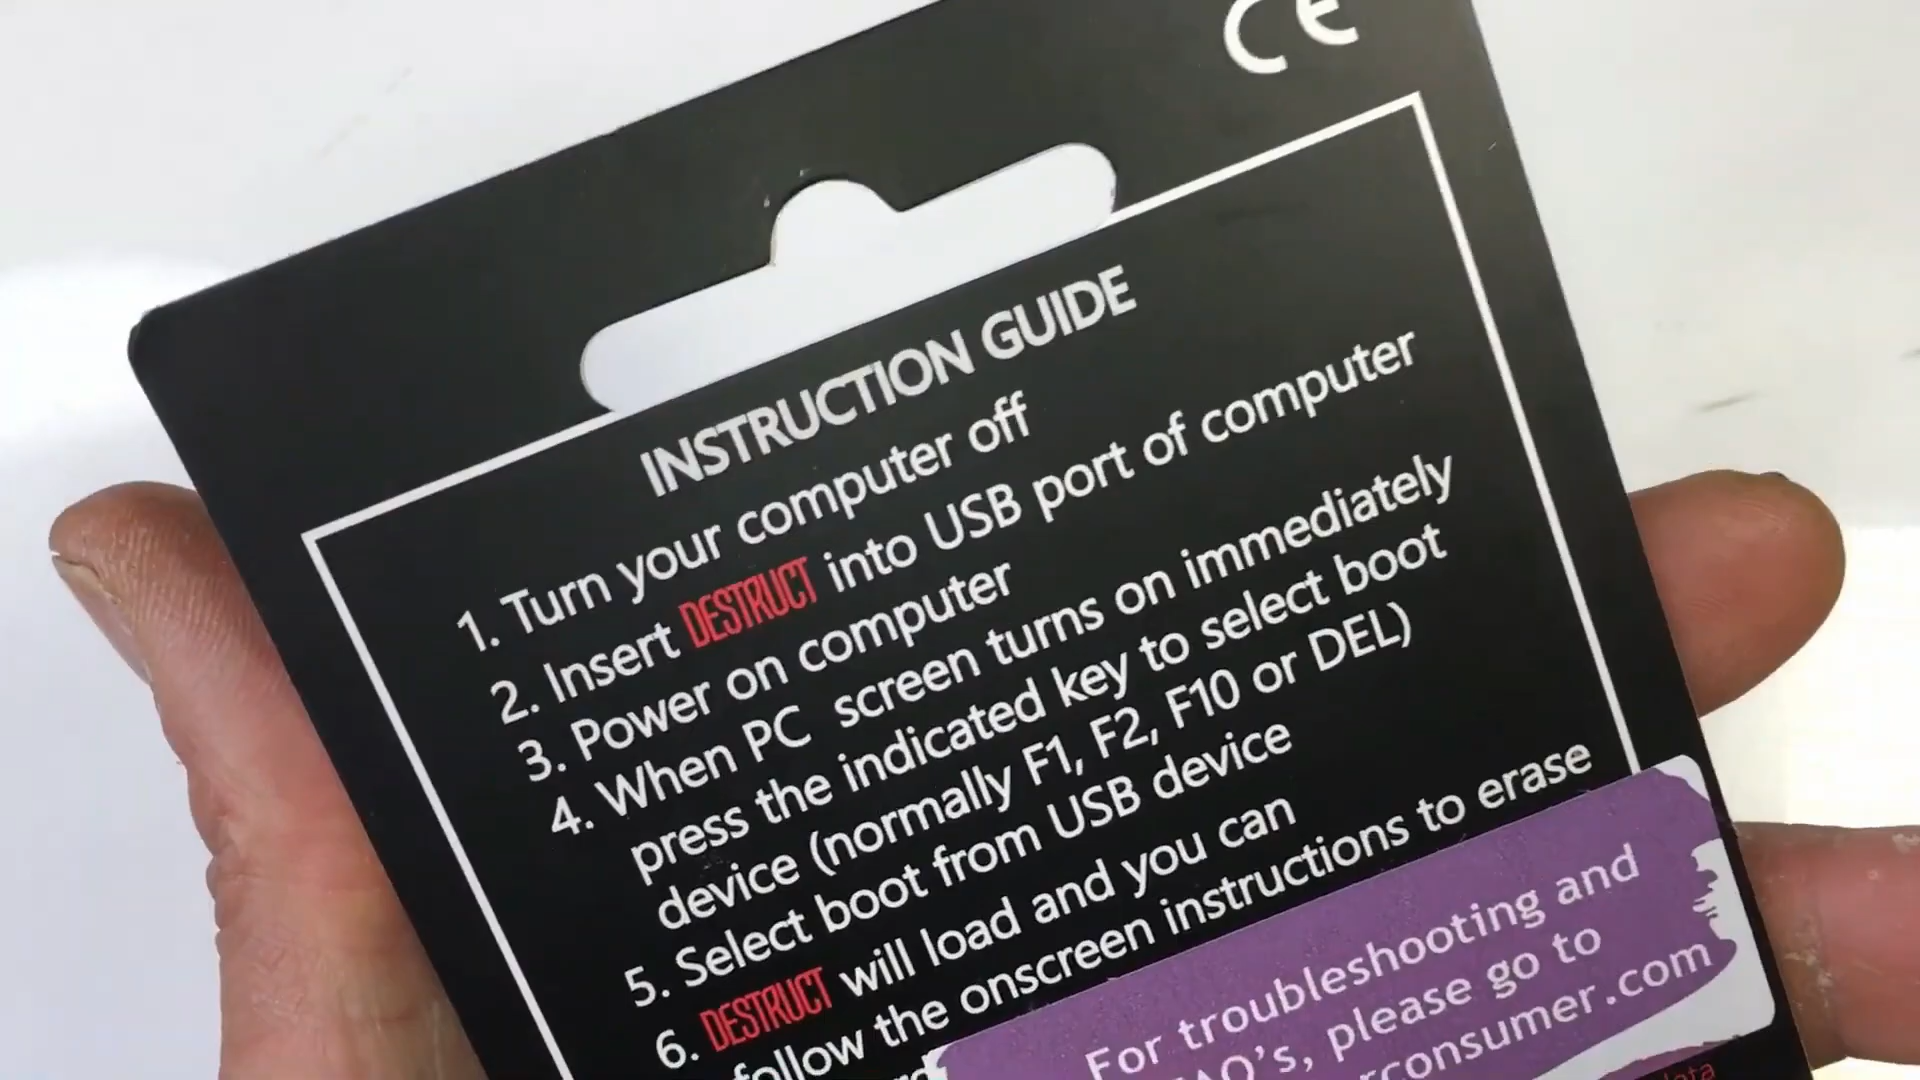 CE
INSTRUCTION GUIDE
1. Turn your computer off
2. Insert DESTRUCT into USB port of computer
3. Power on computer
4. When PC screen turns on immediately
press the indicated key to select boot
device (normally F1, F2, F10 or DEL)
5. Select boot from USB device
6. DESTRUCT will load and you can
follow the onscreen instructions to erase
For troubleshooting and
please go to